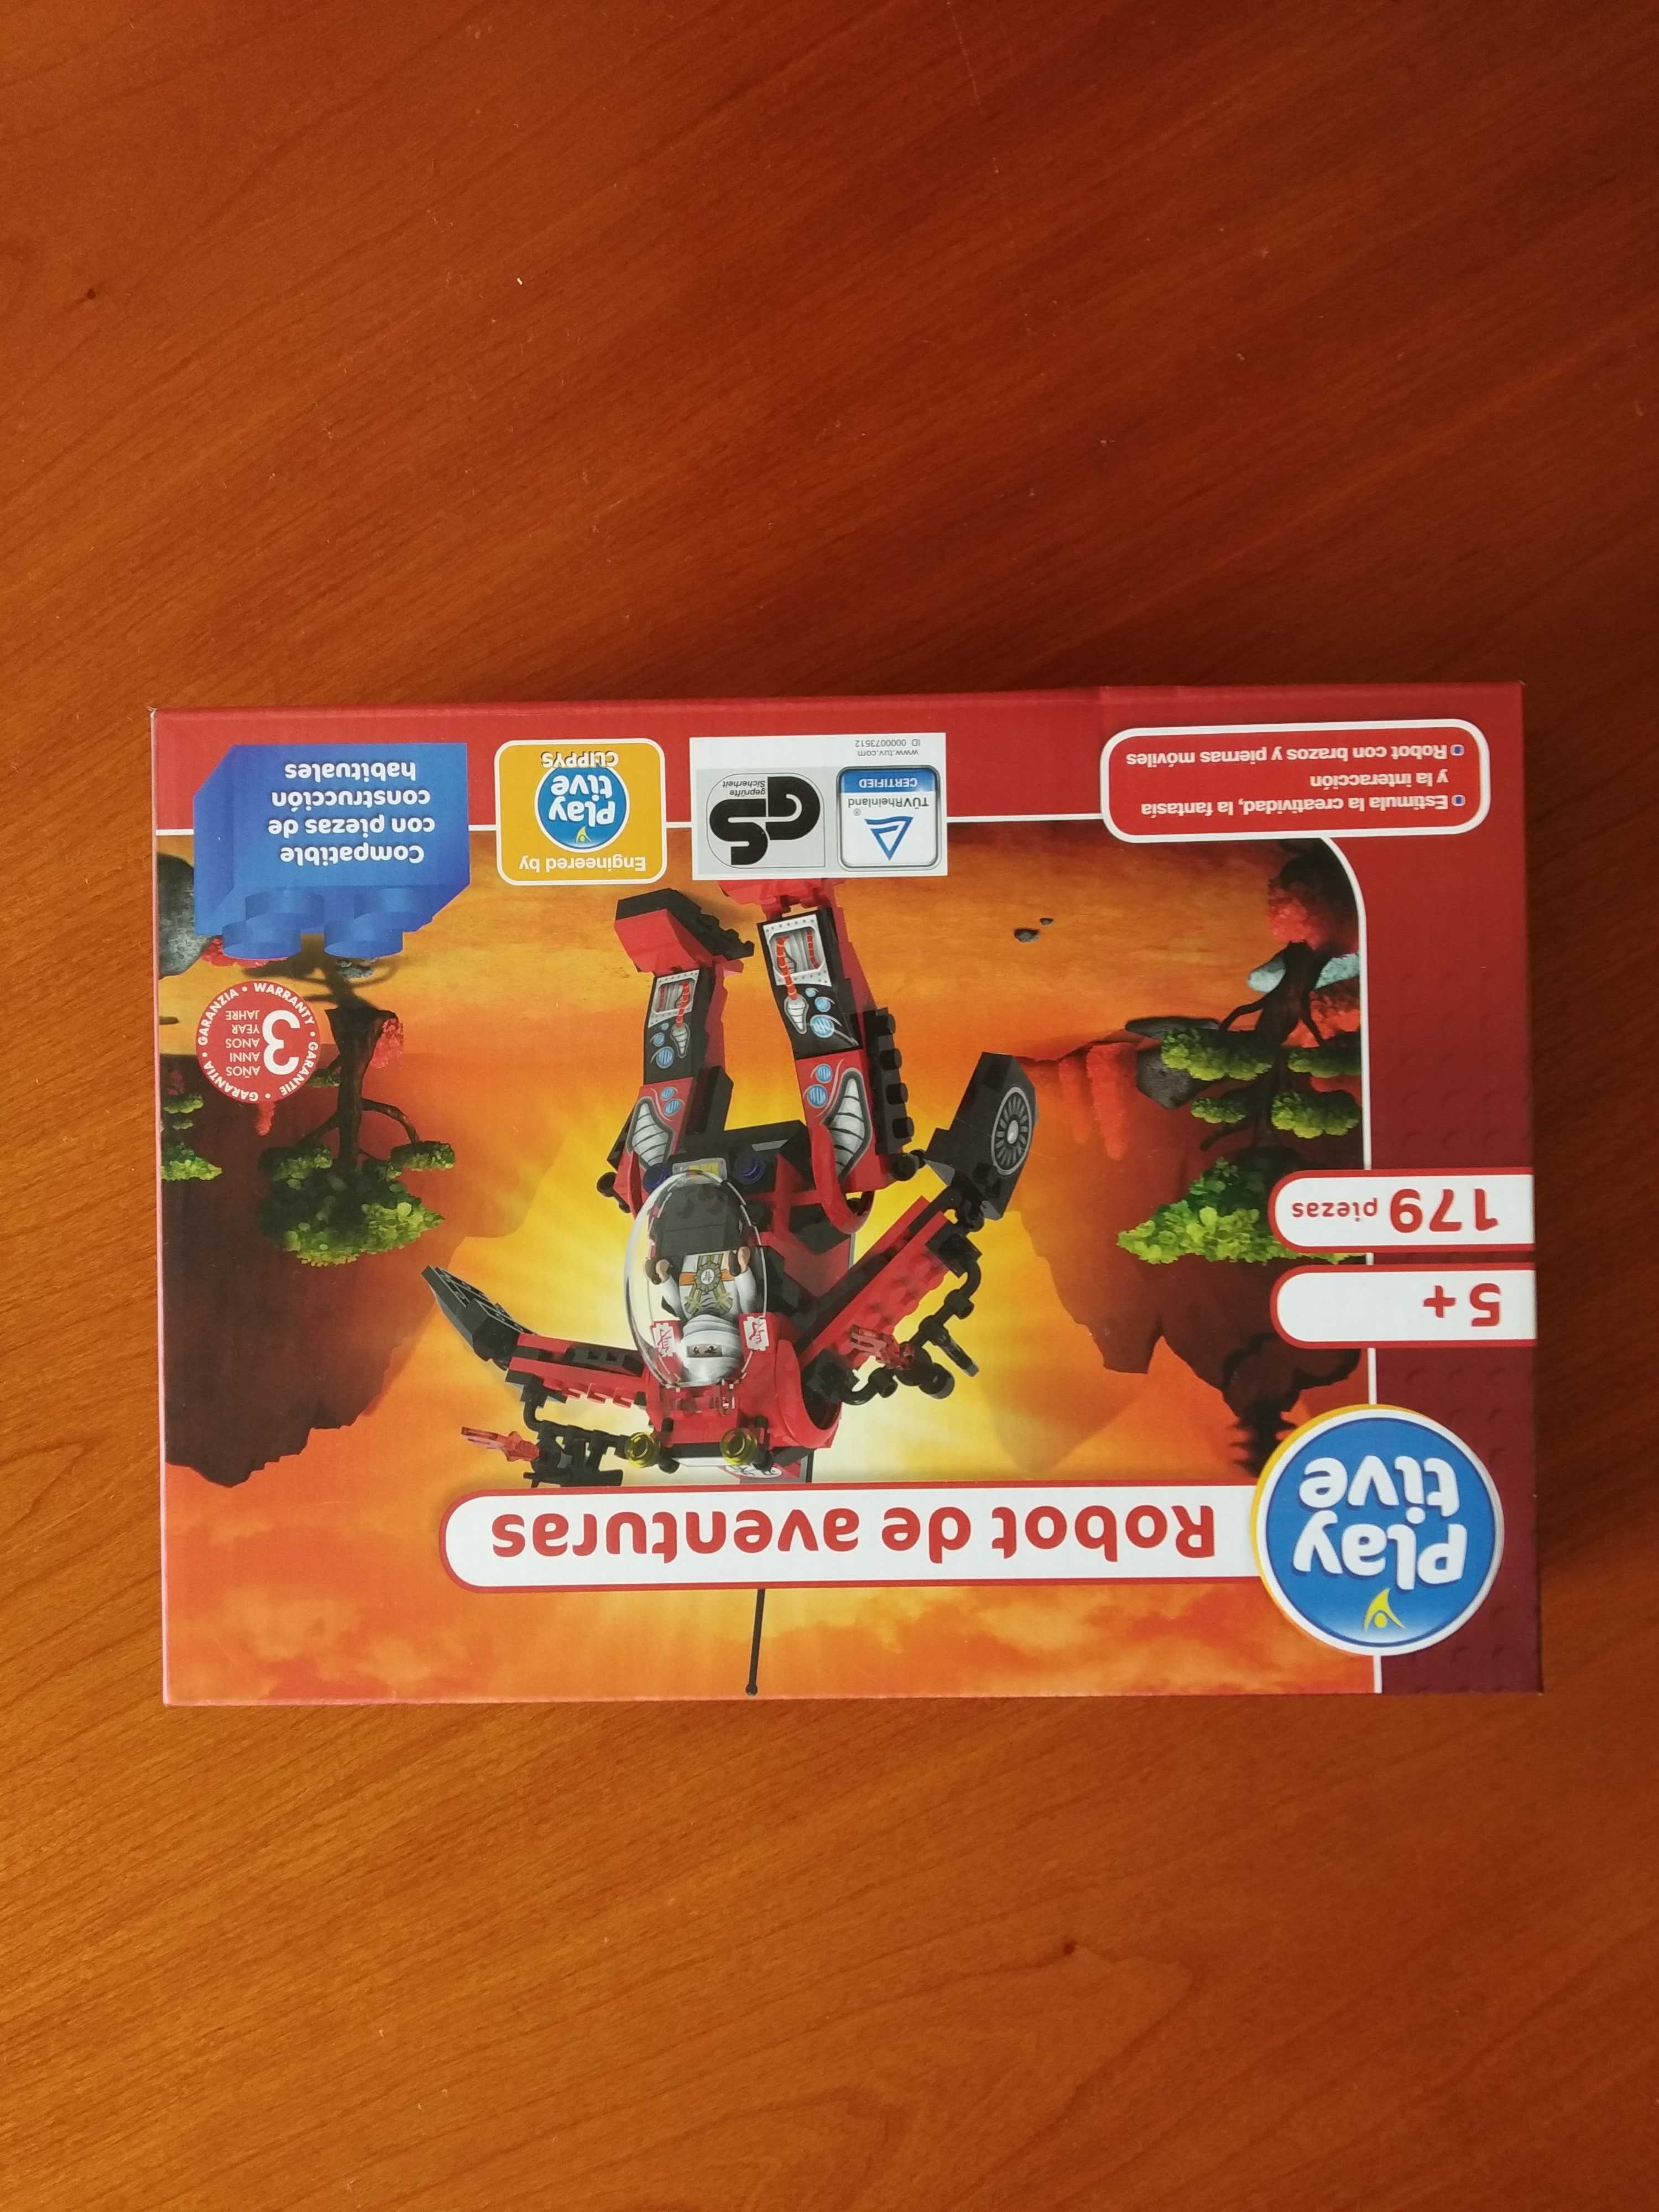 Play
tive
Robot de aventuras
5+
179 piezas
Estimula la creatividad, la fantasía
y la interacción
Robot con brazos y piernas móviles
TÜVRheinland
®
CERTIFIED
GS
geprüfte
Sicherheit
www.tuv.com
ID 0000073512
Engineered by
Play
tive
CLIPPYS
Compatible
con piezas de
construcción
habituales
GARANTIA • GARANZIA • WARRANTY • GARANTIE •
3
AÑOS
ANNI
ANOS
YEAR
JAHRE